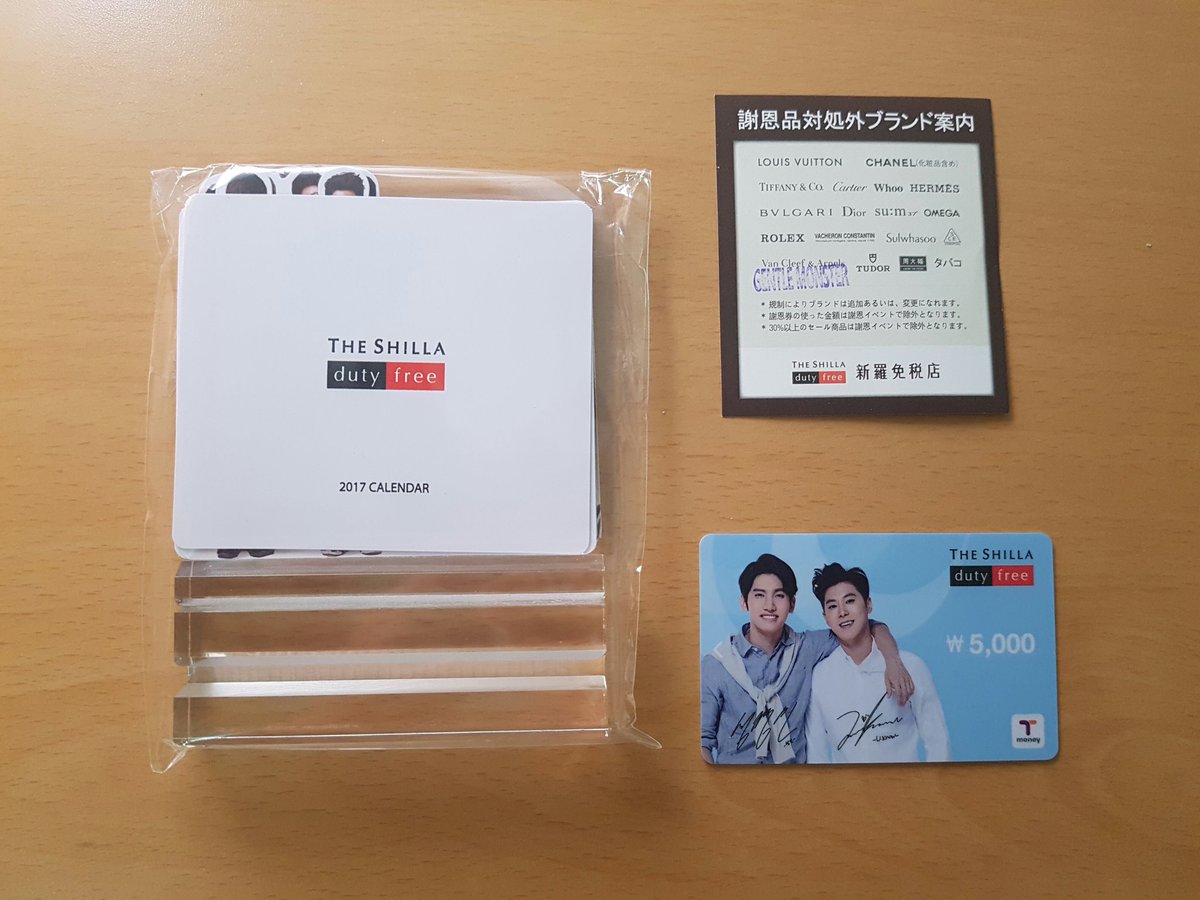 THE SHILLA
duty free
2017 CALENDAR
謝恩品対処外ブランド案内
LOUIS VUITTON CHANEL(化粧品含め)
TIFFANY & CO. Cartier Whoo HERMÈS
BVLGARI Dior su:m37 OMEGA
ROLEX VACHERON CONSTANTIN Sulwhasoo
Van Cleef & Arpels TUDOR 周大福 タバコ
GENTLE MONSTER
* 規制によりブランドは追加あるいは、変更になれます。
* 謝恩券の使った金額は謝恩イベントで除外となります。
* 30%以上のセール商品は謝恩イベントで除外となります。
THE SHILLA
duty free 新羅免税店
THE SHILLA
duty free
₩ 5,000
T
money